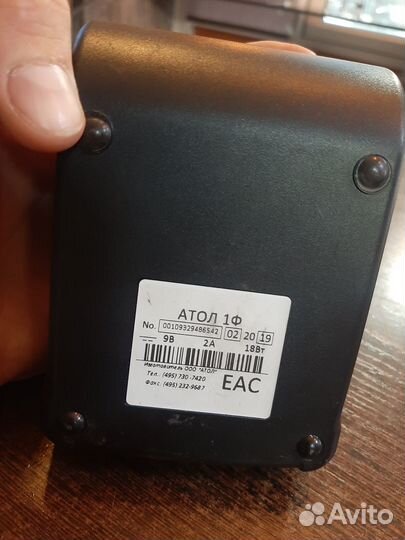 АТОЛ 1Ф
No. 00109329486542 02 20 19
9В 2А 18Вт
Изготовитель ООО "АТОЛ"
Тел.: (495) 730-7420
Факс. (495) 232-9687
EAC
Avito